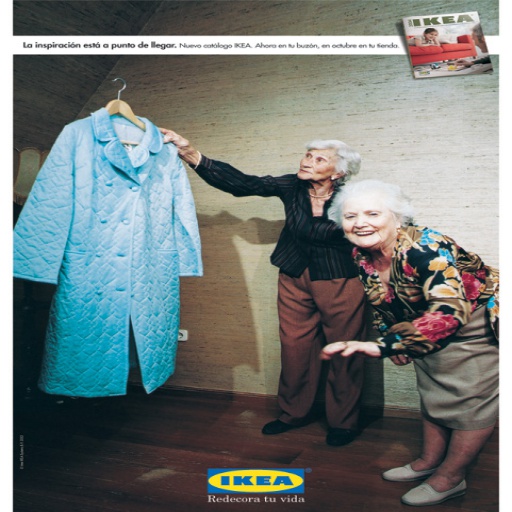 IKEA
La inspiración está a punto de llegar. Nuevo catálogo IKEA. Ahora en tu buzón, en octubre en tu tienda.
IKEA
Redecora tu vida